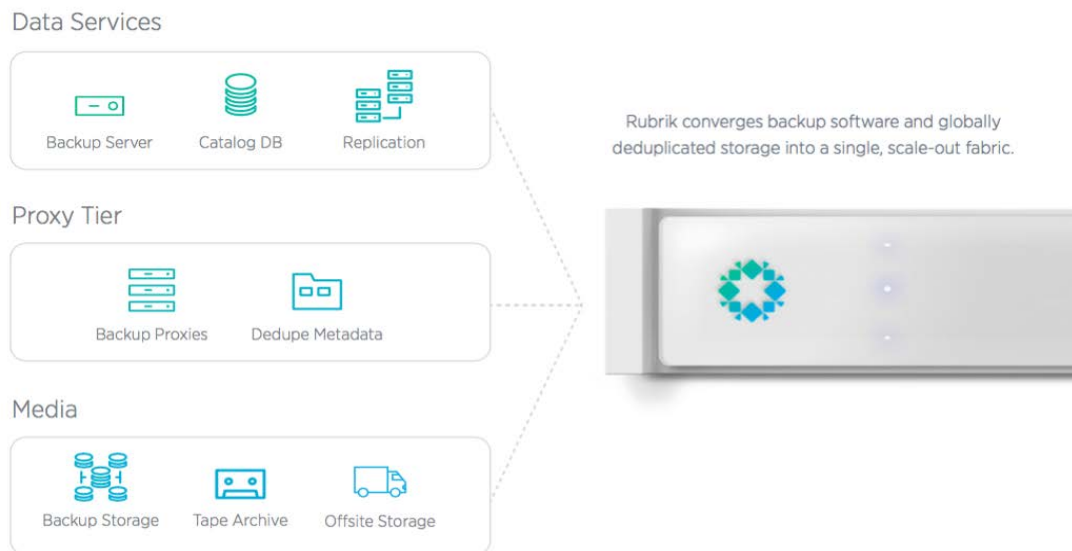 Data Services
Backup Server
Catalog DB
Replication
Proxy Tier
Backup Proxies
Dedupe Metadata
Media
Backup Storage
Tape Archive
Offsite Storage
Rubrik converges backup software and globally
deduplicated storage into a single, scale-out fabric.